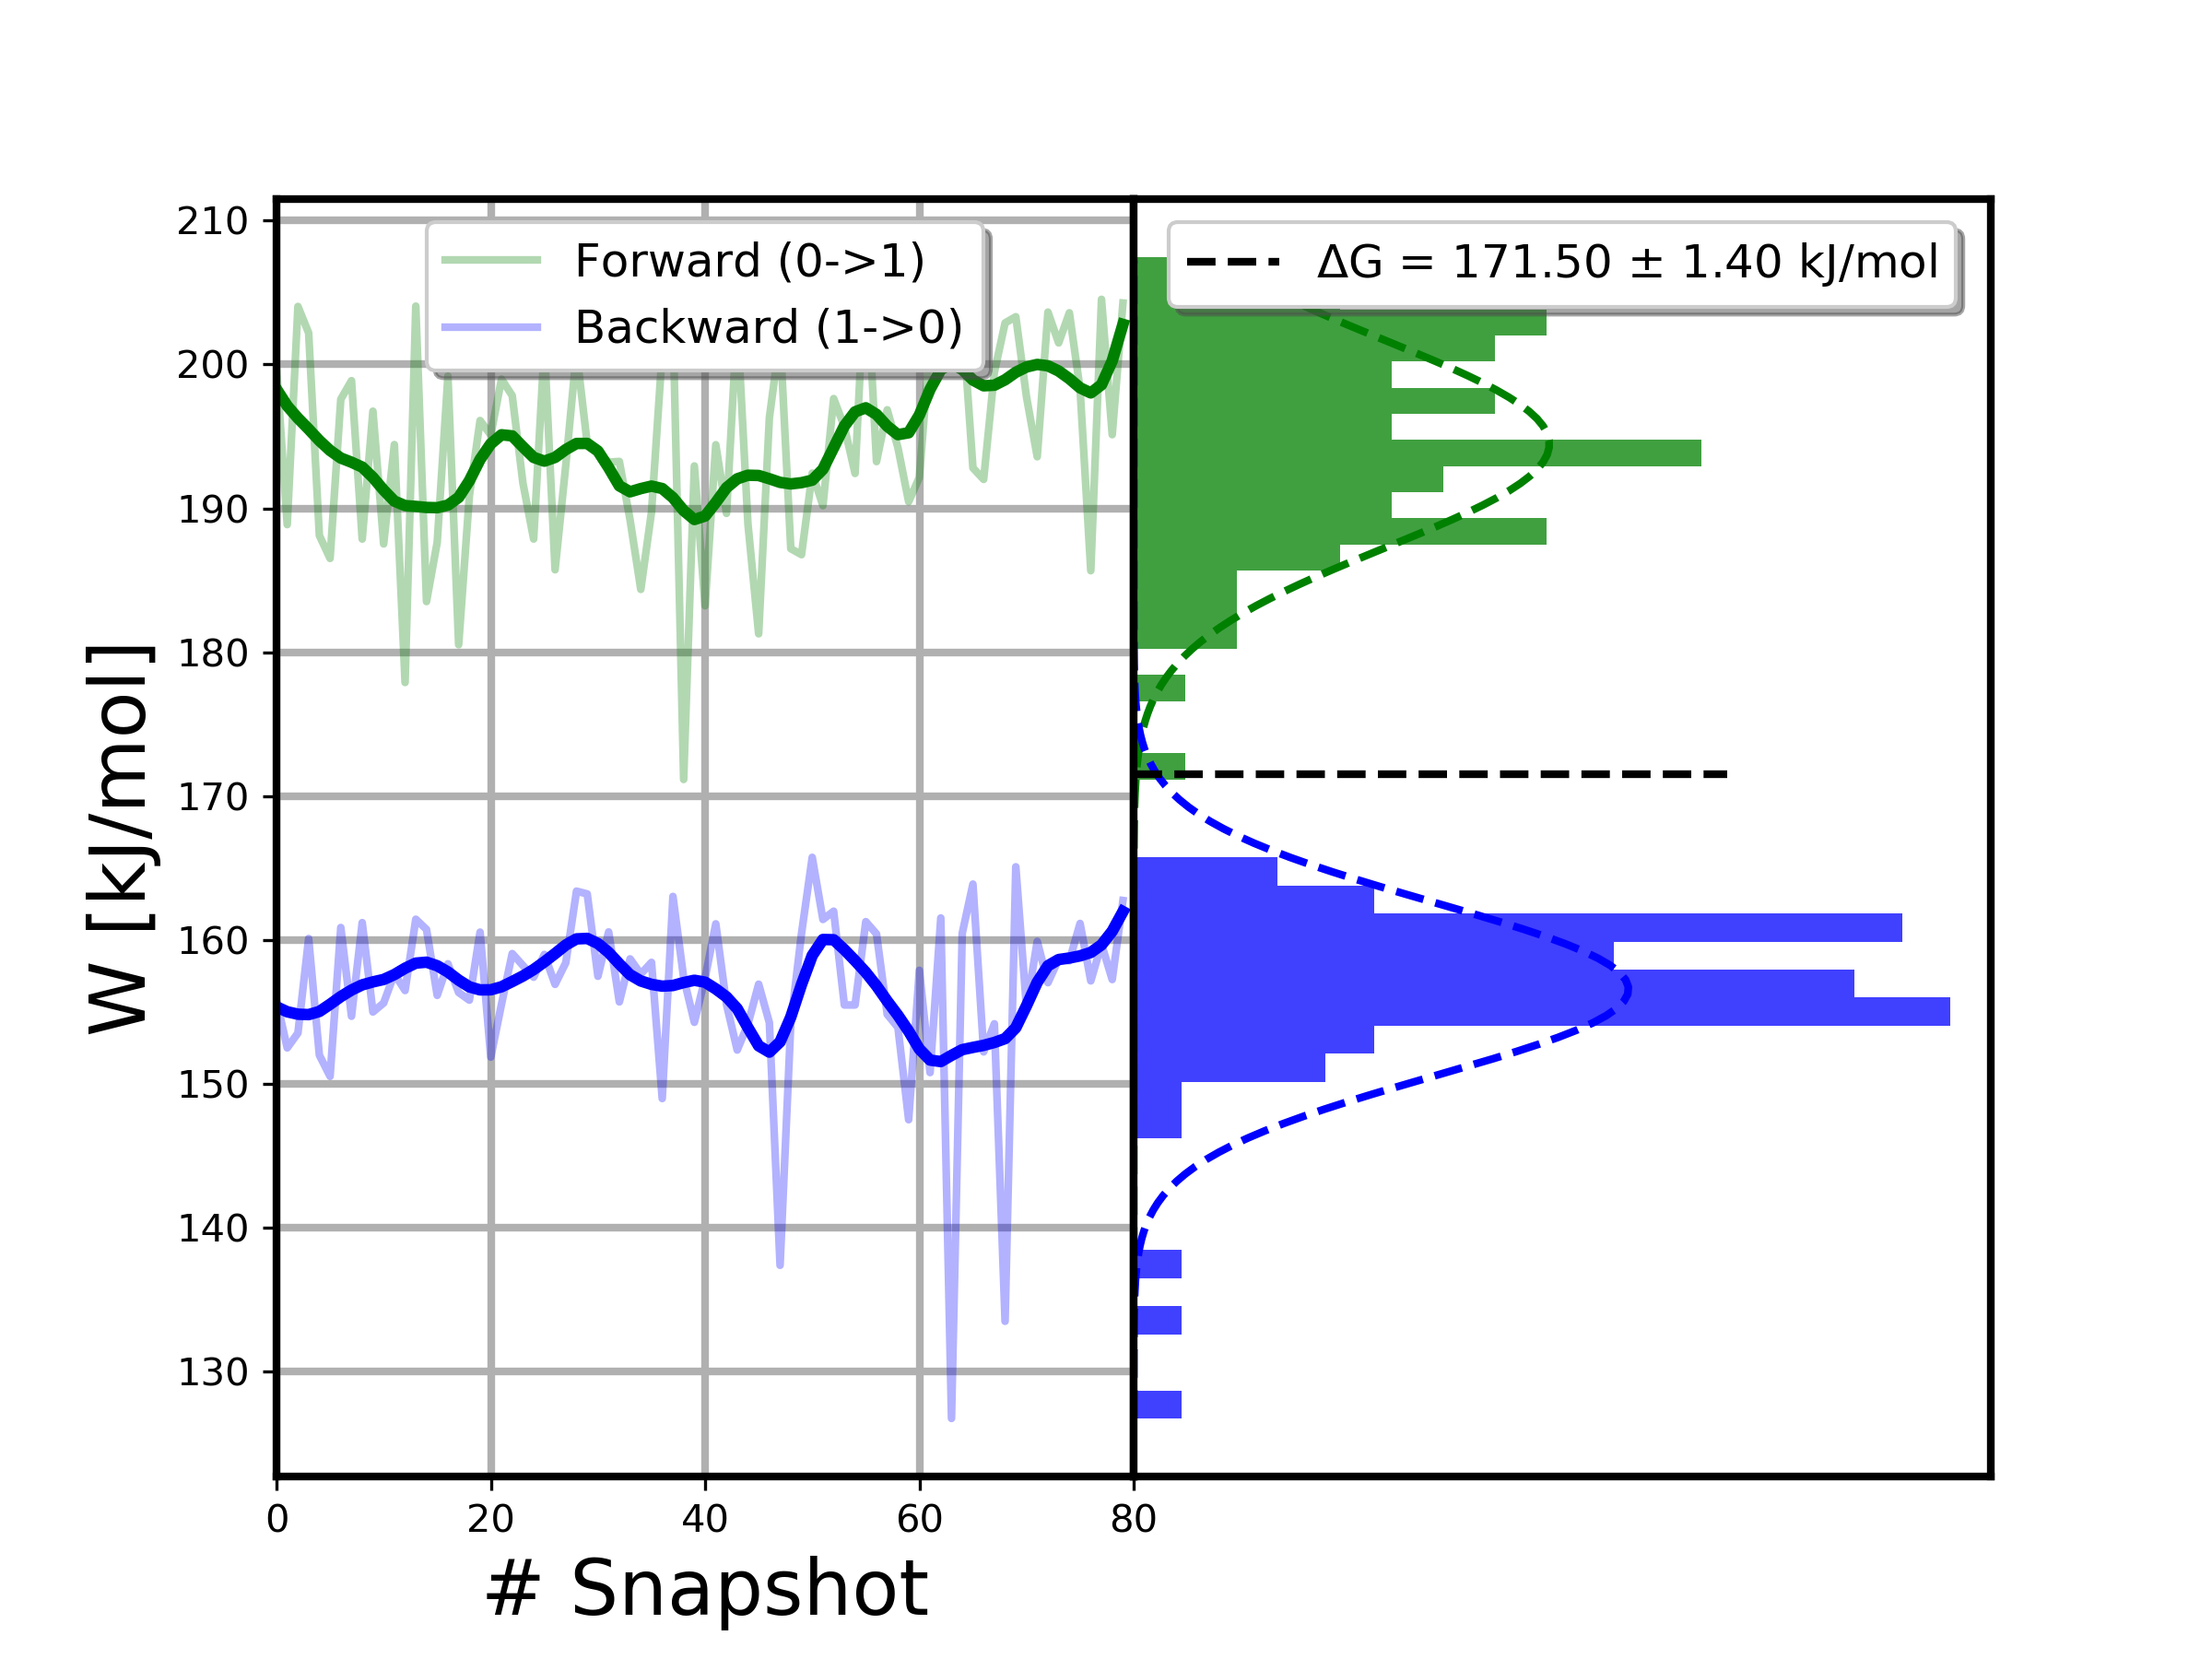 Forward (0->1)
Backward (1->0)
ΔG = 171.50 ± 1.40 kJ/mol
W [kJ/mol]
210
200
190
180
170
160
150
140
130
0 20 40 60 80
# Snapshot